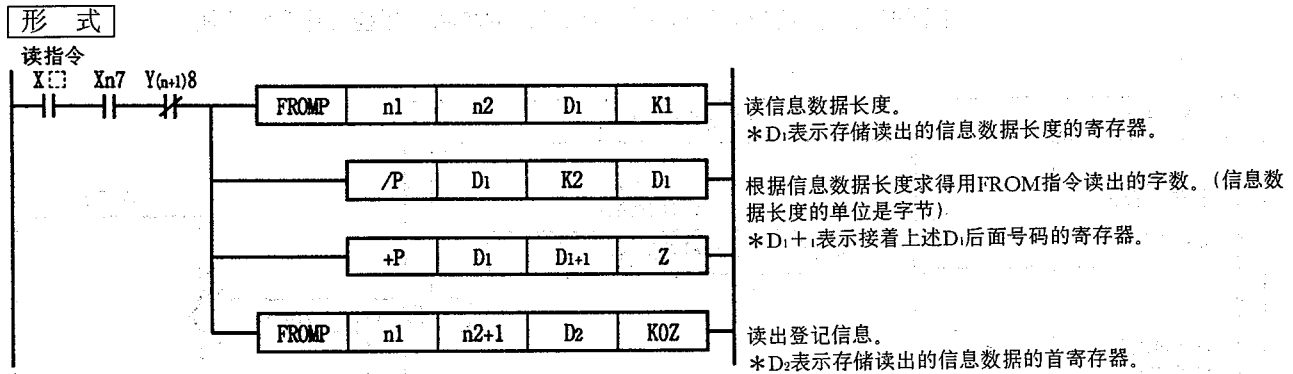 形 式
读指令
X Xn7 Y(n+1)8
FROMP n1 n2 D1 K1
读信息数据长度。
*D1表示存储读出的信息数据长度的寄存器。
/P D1 K2 D1
根据信息数据长度求得用FROM指令读出的字数。(信息数
据长度的单位是字节)
*D1+1表示接着上述D1后面号码的寄存器。
+P D1 D1+1 Z
FROMP n1 n2+1 D2 K0Z
读出登记信息。
*D2表示存储读出的信息数据的首寄存器。